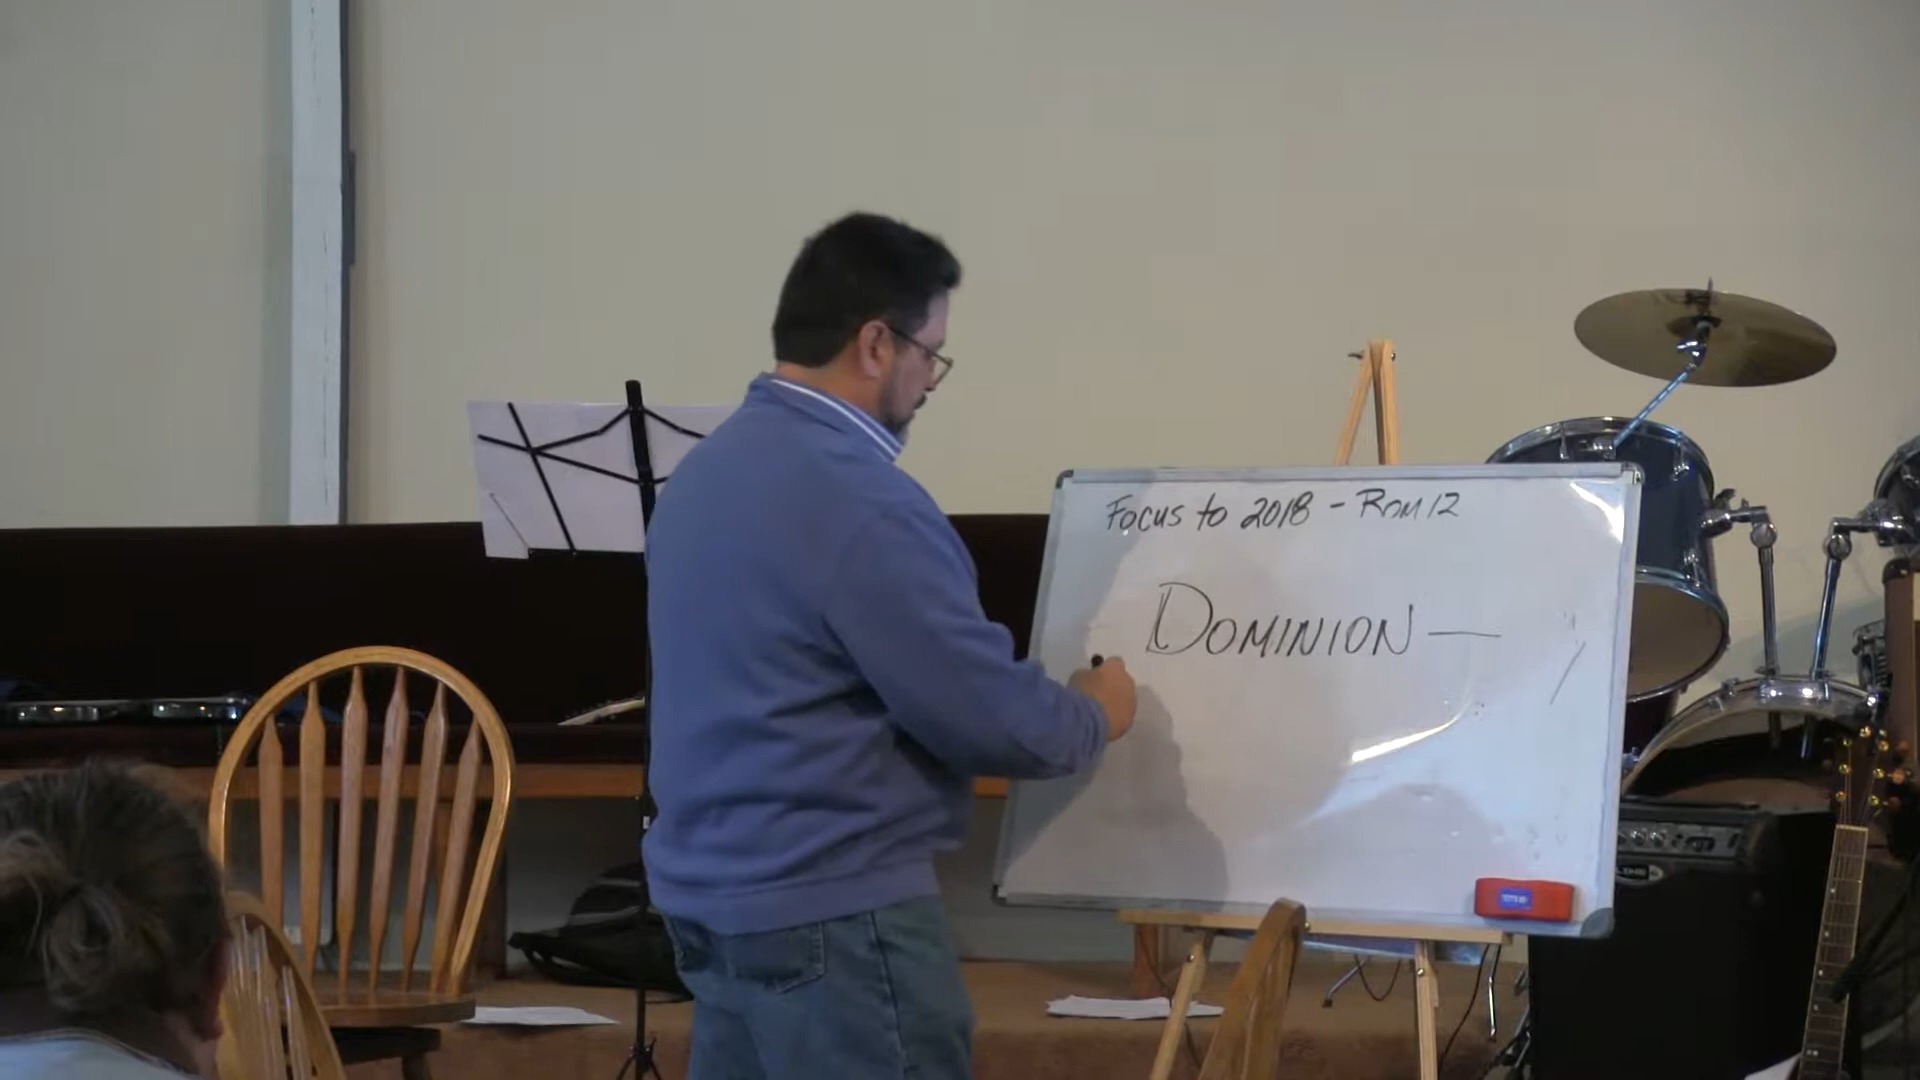 Focus to 2018 - Rom 12
DOMINION —